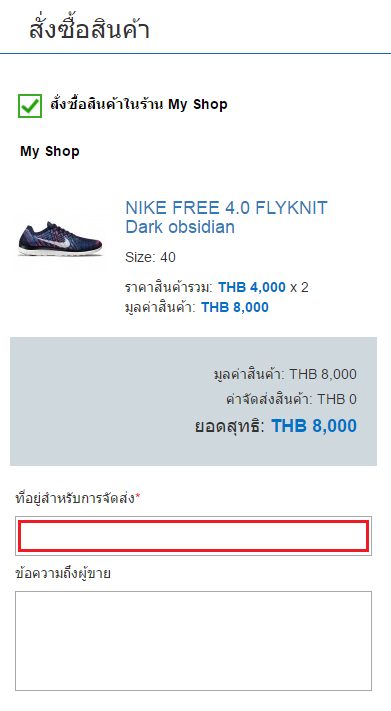 สั่งซื้อสินค้า
สั่งซื้อสินค้าในร้าน My Shop
My Shop
NIKE FREE 4.0 FLYKNIT
Dark obsidian
Size: 40
ราคาสินค้ารวม: THB 4,000 x 2
มูลค่าสินค้า: THB 8,000
มูลค่าสินค้า: THB 8,000
ค่าจัดส่งสินค้า: THB 0
ยอดสุทธิ: THB 8,000
ที่อยู่สำหรับการจัดส่ง*
ข้อความถึงผู้ขาย